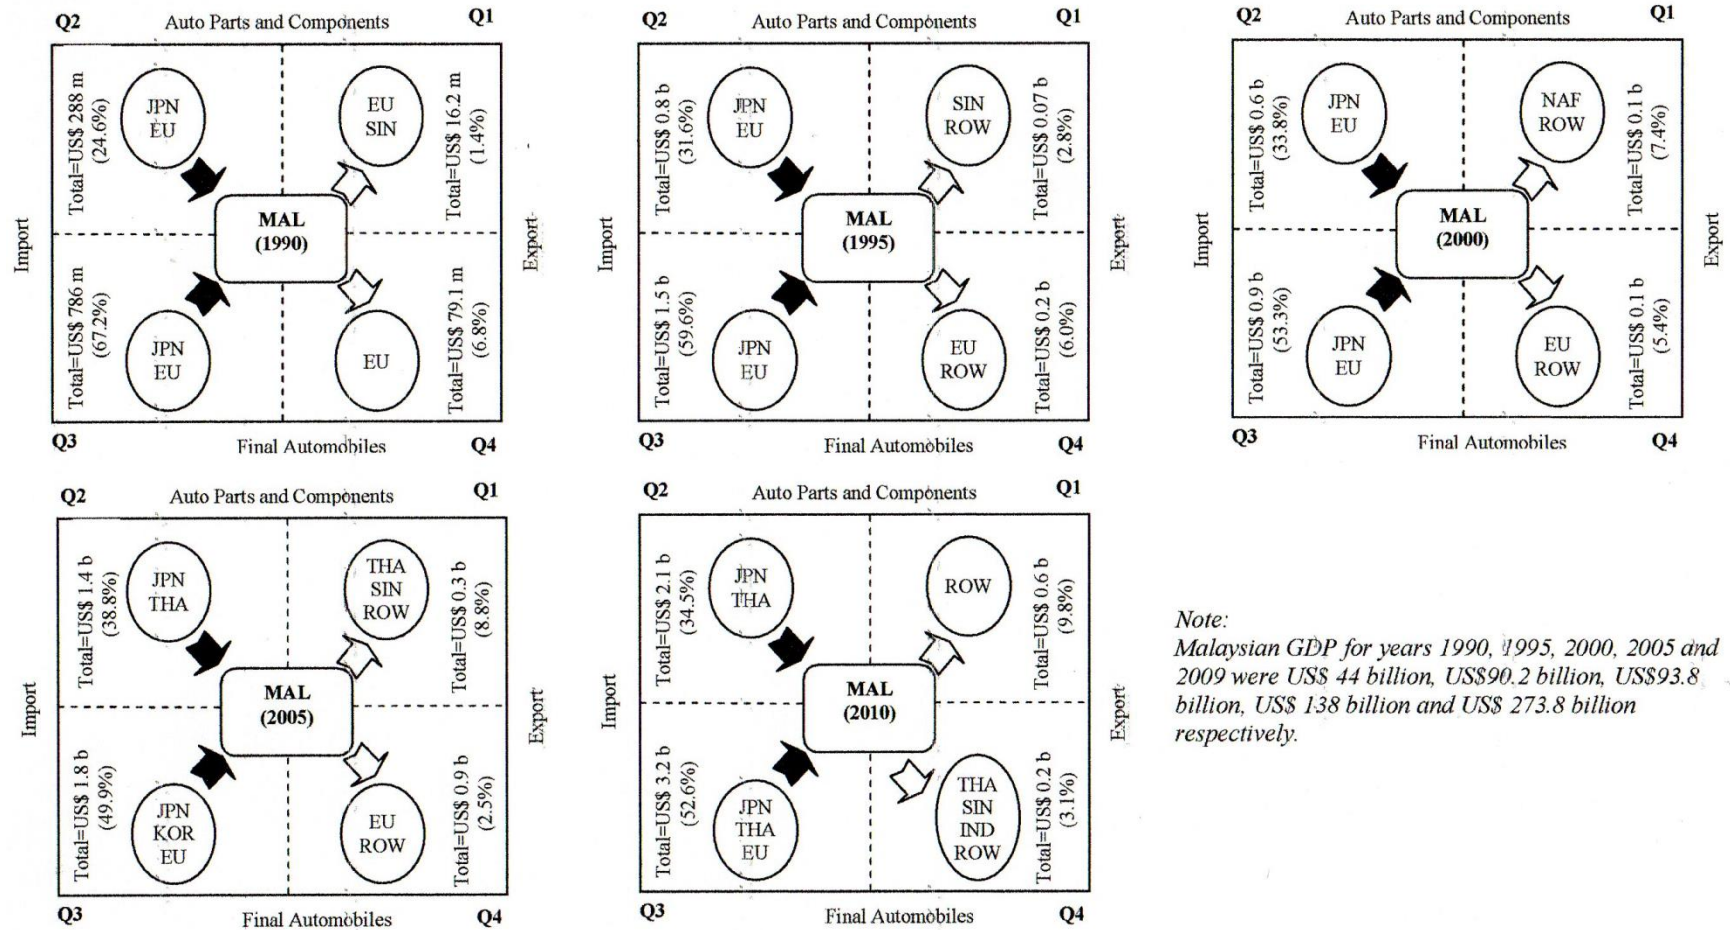 Q2 Auto Parts and Components Q1
Import
Total=US$ 288 m
(24.6%)
JPN
EU
EU
SIN
Total=US$ 16.2 m
(1.4%)
MAL
(1990)
Total=US$ 786 m
(67.2%)
JPN
EU
EU
Total=US$ 79.1 m
(6.8%)
Export
Q3 Final Automobiles Q4
Q2 Auto Parts and Components Q1
Import
Total=US$ 0.8 b
(31.6%)
JPN
EU
SIN
ROW
Total=US$ 0.07 b
(2.8%)
MAL
(1995)
Total=US$ 1.5 b
(59.6%)
JPN
EU
EU
ROW
Total=US$ 0.2 b
(6.0%)
Export
Q3 Final Automobiles Q4
Q2 Auto Parts and Components Q1
Import
Total=US$ 0.6 b
(33.8%)
JPN
EU
NAF
ROW
Total=US$ 0.1 b
(7.4%)
MAL
(2000)
Total=US$ 0.9 b
(53.3%)
JPN
EU
EU
ROW
Total=US$ 0.1 b
(5.4%)
Export
Q3 Final Automobiles Q4
Q2 Auto Parts and Components Q1
Import
Total=US$ 1.4 b
(38.8%)
JPN
THA
THA
SIN
ROW
Total=US$ 0.3 b
(8.8%)
MAL
(2005)
Total=US$ 1.8 b
(49.9%)
JPN
KOR
EU
EU
ROW
Total=US$ 0.9 b
(2.5%)
Export
Q3 Final Automobiles Q4
Q2 Auto Parts and Components Q1
Import
Total=US$ 2.1 b
(34.5%)
JPN
THA
ROW
Total=US$ 0.6 b
(9.8%)
MAL
(2010)
Total=US$ 3.2 b
(52.6%)
JPN
THA
EU
THA
SIN
IND
ROW
Total=US$ 0.2 b
(3.1%)
Export
Q3 Final Automobiles Q4
Note:
Malaysian GDP for years 1990, 1995, 2000, 2005 and
2009 were US$ 44 billion, US$90.2 billion, US$93.8
billion, US$ 138 billion and US$ 273.8 billion
respectively.